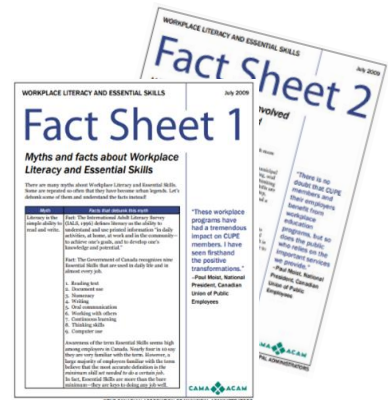 WORKPLACE LITERACY AND ESSENTIAL SKILLS July 2009
Fact Sheet 1
Myths and facts about Workplace
Literacy and Essential Skills
There are many myths about Workplace Literacy and Essential Skills.
Some are repeated so often that they have become urban legends. Let's
debunk some of them and understand the facts instead!
Myth Facts that debunk this myth
Literacy is the
simple ability to
read and write.
Fact: The International Adult Literacy Survey
(IALS, 1996) defines literacy as the ability to
understand and use printed information "in daily
activities, at home, at work and in the community—
to achieve one's goals, and to develop one's
knowledge and potential."
Fact: The Government of Canada recognizes nine
Essential Skills that are used in daily life and in
almost every job.
1. Reading text
2. Document use
3. Numeracy
4. Writing
5. Oral communication
6. Working with others
7. Continuous learning
8. Thinking skills
9. Computer use
Awareness of the term Essential Skills seems high
among employers in Canada. Nearly four in 10 say
they are very familiar with the term. However, a
large majority of employers familiar with the term
believe that the most accurate definition is the
minimum skill set needed to do a certain job.
In fact, Essential Skills are more than the bare
minimum—they are keys to doing any job well.
"These workplace
programs have
had a tremendous
impact on CUPE
members. I have
seen firsthand
the positive
transformations."
–Paul Moist, National
President, Canadian
Union of Public
Employees
CAMA ACAM
WORKPLACE LITERACY AND ESSENTIAL SKILLS
July 2009
Fact Sheet 2
"There is no
doubt that CUPE
members and
their employers
benefit from
workplace
education
programs, but so
does the public
who relies on the
important services
we provide."
–Paul Moist, National
President, Canadian
Union of Public
Employees